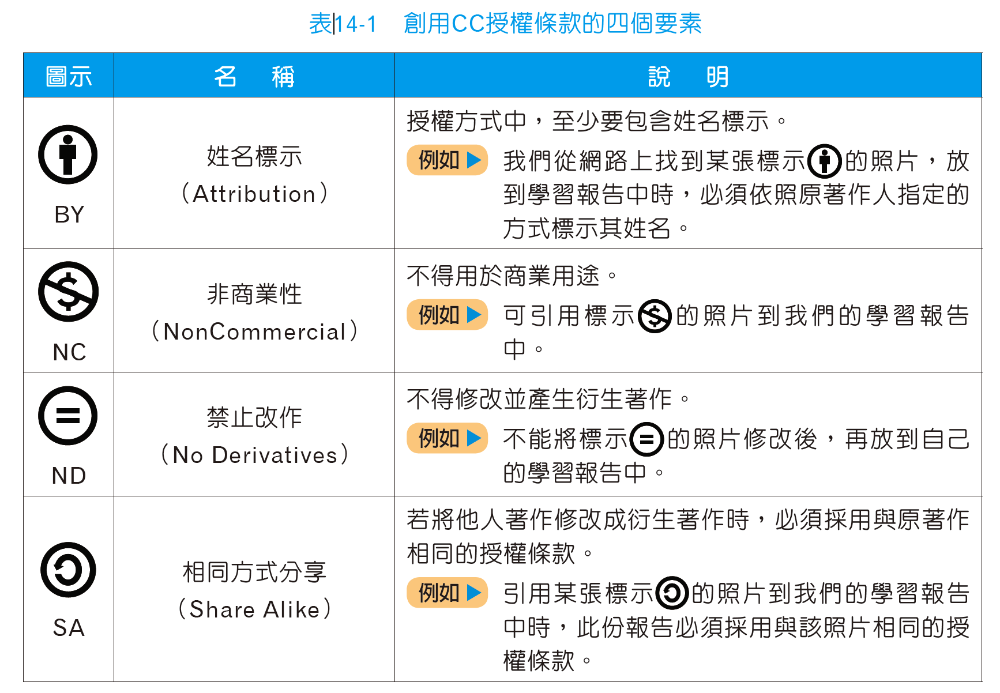 表14-1　創用CC授權條款的四個要素
圖示　名　稱　說　明
授權方式中，至少要包含姓名標示。
例如 我們從網路上找到某張標示的照片，放
到學習報告中時，必須依照原著作人指定的
方式標示其姓名。
姓名標示
（Attribution）
BY
不得用於商業用途。
例如 可引用標示的照片到我們的學習報告
中。
非商業性
（NonCommercial）
NC
不得修改並產生衍生著作。
例如 不能將標示的照片修改後，再放到自己
的學習報告中。
禁止改作
（No Derivatives）
ND
若將他人著作修改成衍生著作時，必須採用與原著作
相同的授權條款。
例如 引用某張標示的照片到我們的學習報告
中時，此份報告必須採用與該照片相同的授
權條款。
相同方式分享
（Share Alike）
SA